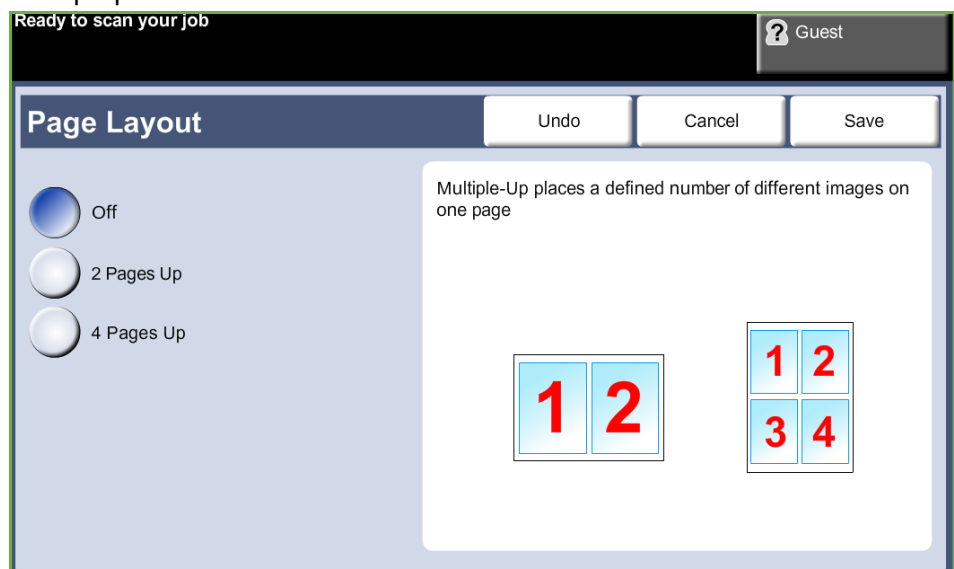 Ready to scan your job
? Guest
Page Layout
Undo
Cancel
Save
Off
2 Pages Up
4 Pages Up
Multiple-Up places a defined number of different images on
one page
1 2
1 2
3 4